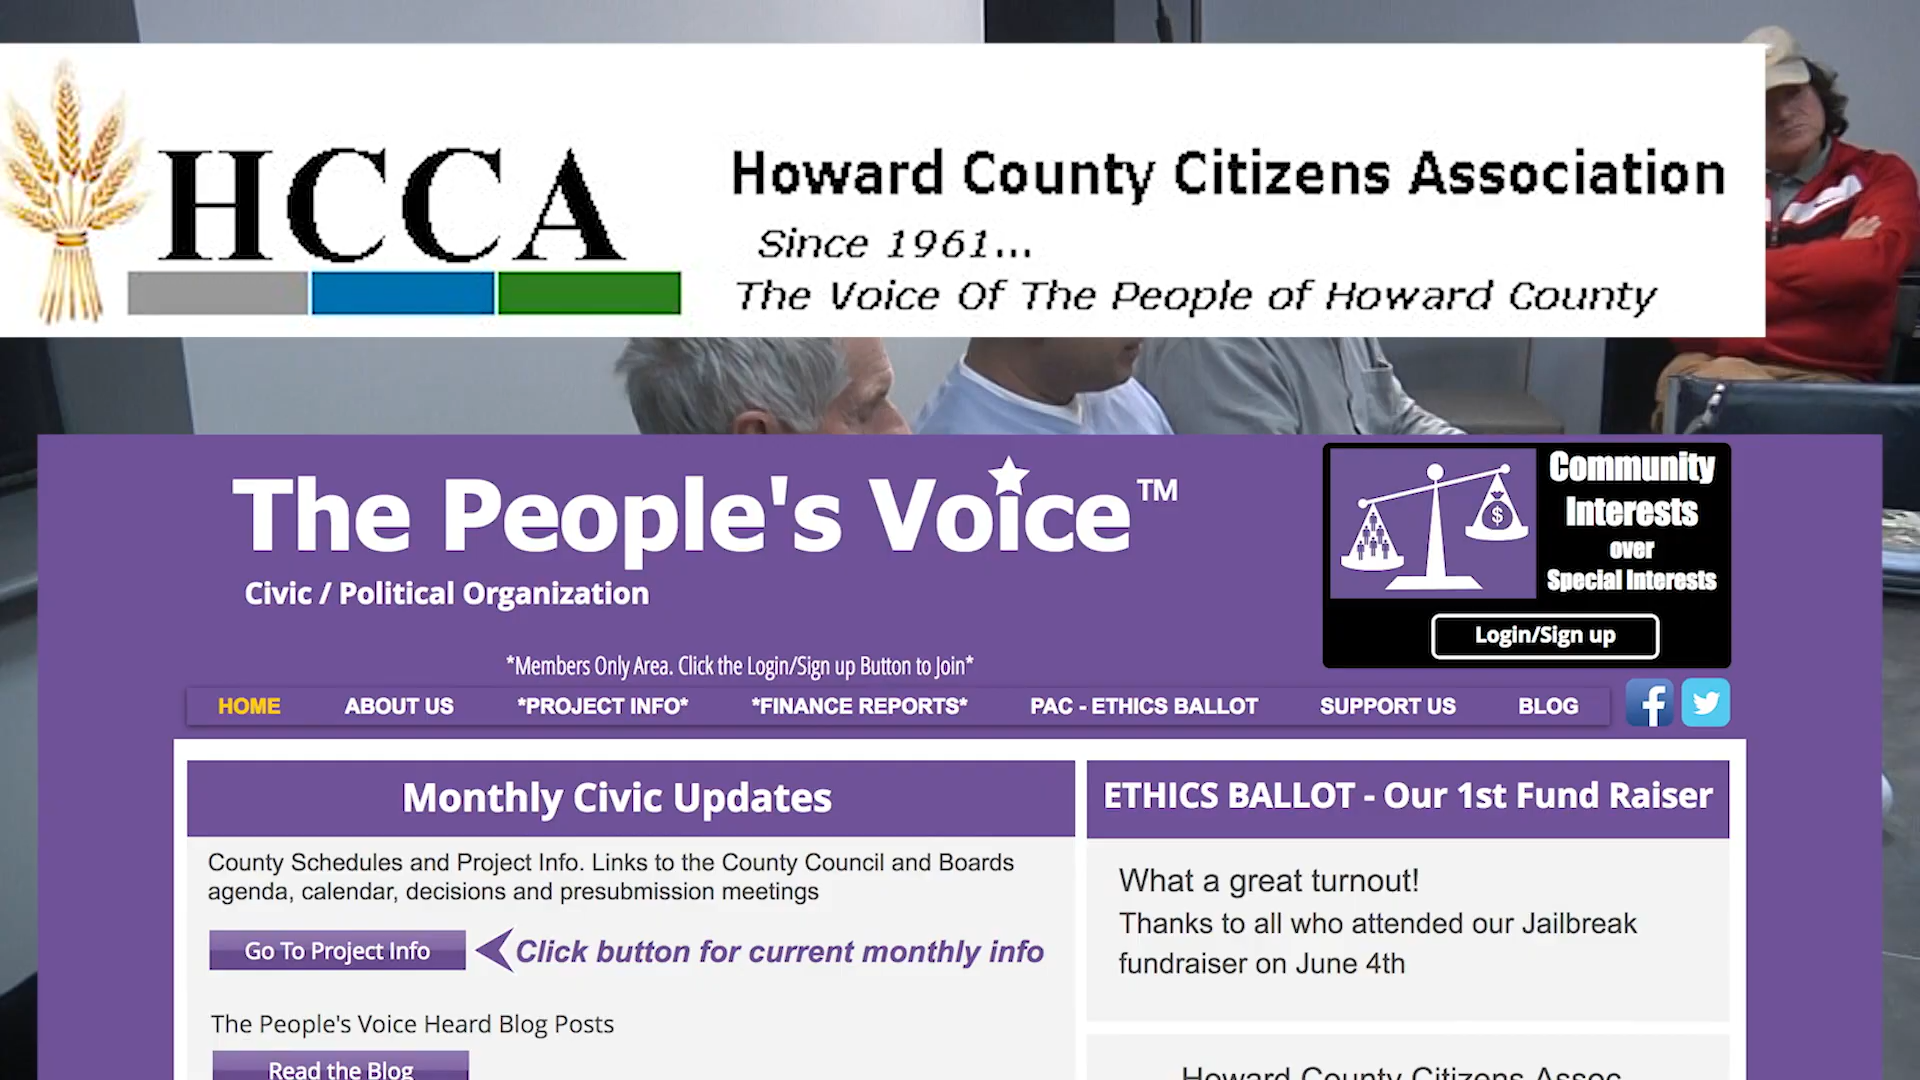 HCCA
Howard County Citizens Association
Since 1961...
The Voice Of The People of Howard County
The People's Voice™
Civic / Political Organization
Community
Interests
over
Special Interests
$
Login/Sign up
*Members Only Area. Click the Login/Sign up Button to Join*
HOME ABOUT US *PROJECT INFO* *FINANCE REPORTS* PAC - ETHICS BALLOT SUPPORT US BLOG
Monthly Civic Updates
County Schedules and Project Info. Links to the County Council and Boards
agenda, calendar, decisions and presubmission meetings
Go To Project Info
Click button for current monthly info
The People's Voice Heard Blog Posts
Read the Blog
ETHICS BALLOT - Our 1st Fund Raiser
What a great turnout!
Thanks to all who attended our Jailbreak
fundraiser on June 4th
Howard County Citizens Assoc